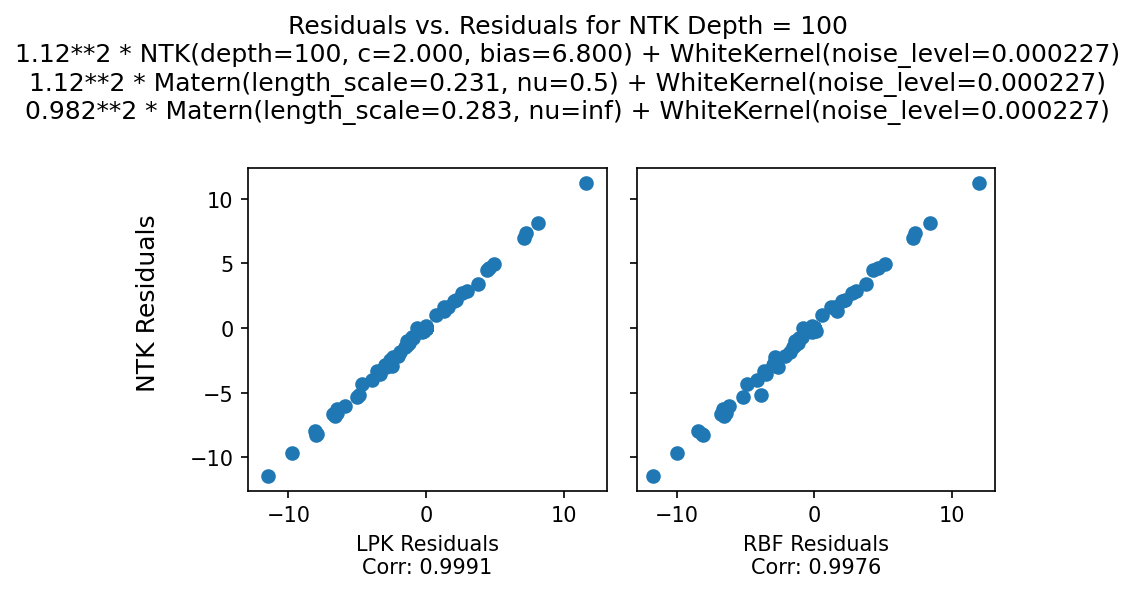 Residuals vs. Residuals for NTK Depth = 100
1.12**2 * NTK(depth=100, c=2.000, bias=6.800) + WhiteKernel(noise_level=0.000227)
1.12**2 * Matern(length_scale=0.231, nu=0.5) + WhiteKernel(noise_level=0.000227)
0.982**2 * Matern(length_scale=0.283, nu=inf) + WhiteKernel(noise_level=0.000227)
NTK Residuals
10
5
0
−5
−10
−10 0 10
−10 0 10
LPK Residuals
Corr: 0.9991
RBF Residuals
Corr: 0.9976